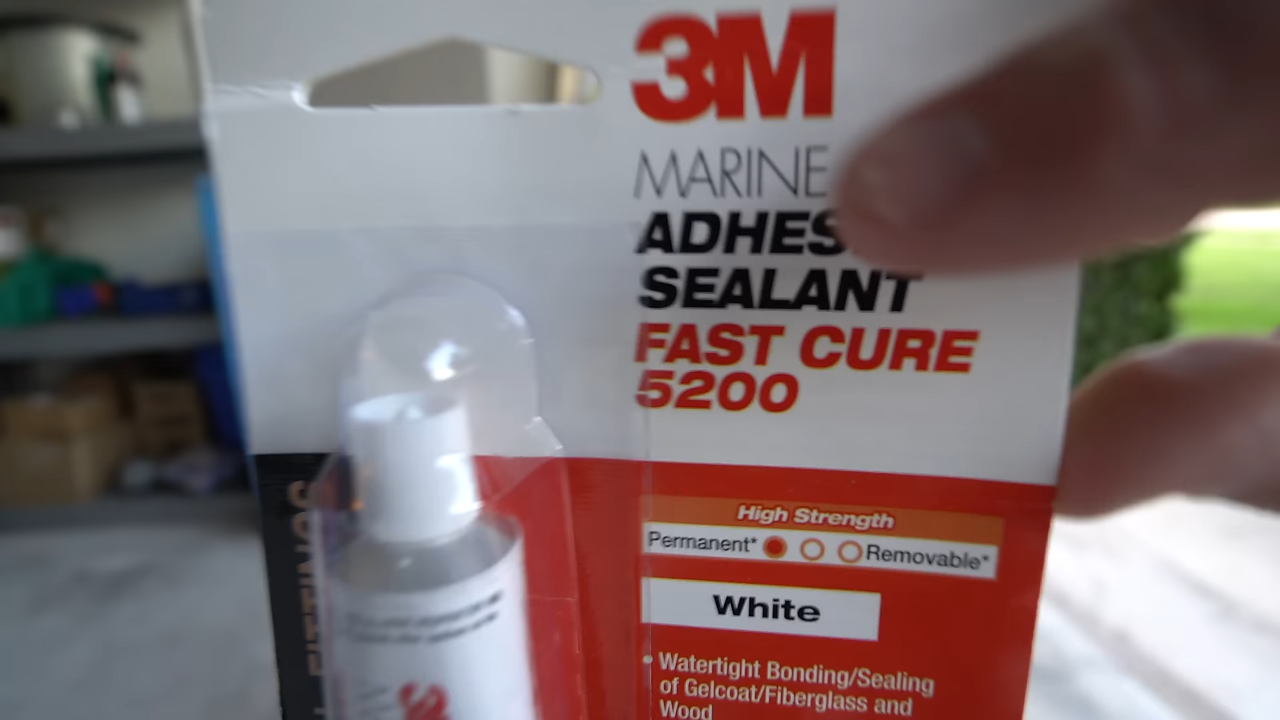 3M
MARINE
ADHES
SEALANT
FAST CURE
5200
High Strength
Permanent* Removable*
White
• Watertight Bonding/Sealing
of Gelcoat/Fiberglass and
Wood